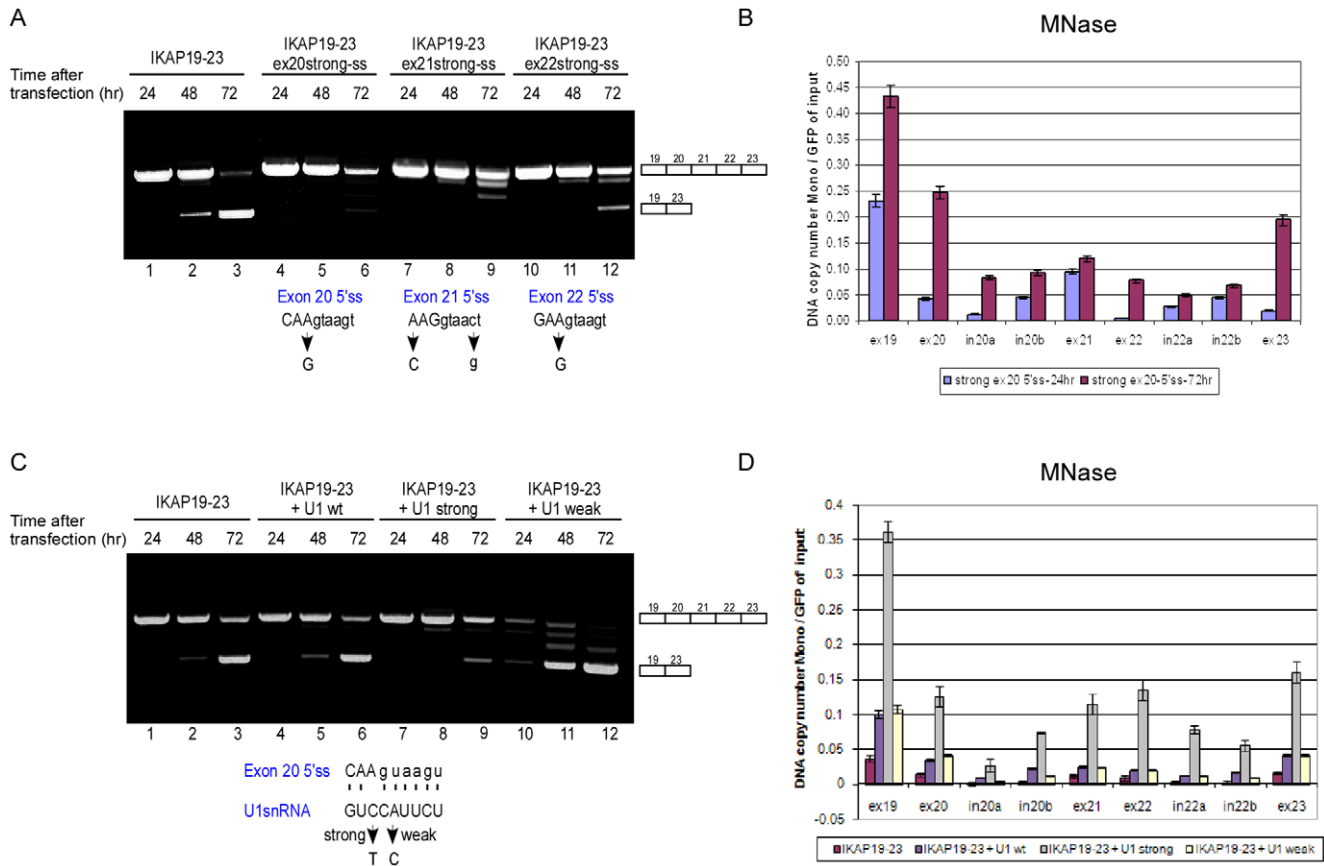 A
IKAP19-23
IKAP19-23
ex20strong-ss
IKAP19-23
ex21strong-ss
IKAP19-23
ex22strong-ss
Time after
transfection (hr)
24 48 72 24 48 72 24 48 72 24 48 72
19 20 21 22 23
19 23
1 2 3 4 5 6 7 8 9 10 11 12
Exon 20 5'ss Exon 21 5'ss Exon 22 5'ss
CAAgtaagt AAGgtaact GAAgtaagt
G C g G
B
MNase
DNA copy number Mono / GFP of input
0.50
0.45
0.40
0.35
0.30
0.25
0.20
0.15
0.10
0.05
0.00
ex19 ex20 in20a in20b ex21 ex22 in22a in22b ex23
strong ex20 5'ss-24hr strong ex20-5'ss-72hr
C
IKAP19-23
IKAP19-23
+ U1 wt
IKAP19-23
+ U1 strong
IKAP19-23
+ U1 weak
Time after
transfection (hr)
24 48 72 24 48 72 24 48 72 24 48 72
19 20 21 22 23
19 23
1 2 3 4 5 6 7 8 9 10 11 12
Exon 20 5'ss CAAguaagu
U1snRNA GUCCAUUCU
strong weak
T C
D
MNase
DNA copy number Mono / GFP of input
0.4
0.35
0.3
0.25
0.2
0.15
0.1
0.05
0
-0.05
ex19 ex20 in20a in20b ex21 ex22 in22a in22b ex23
IKAP19-23 IKAP19-23 + U1 wt IKAP19-23 + U1 strong IKAP19-23 + U1 weak